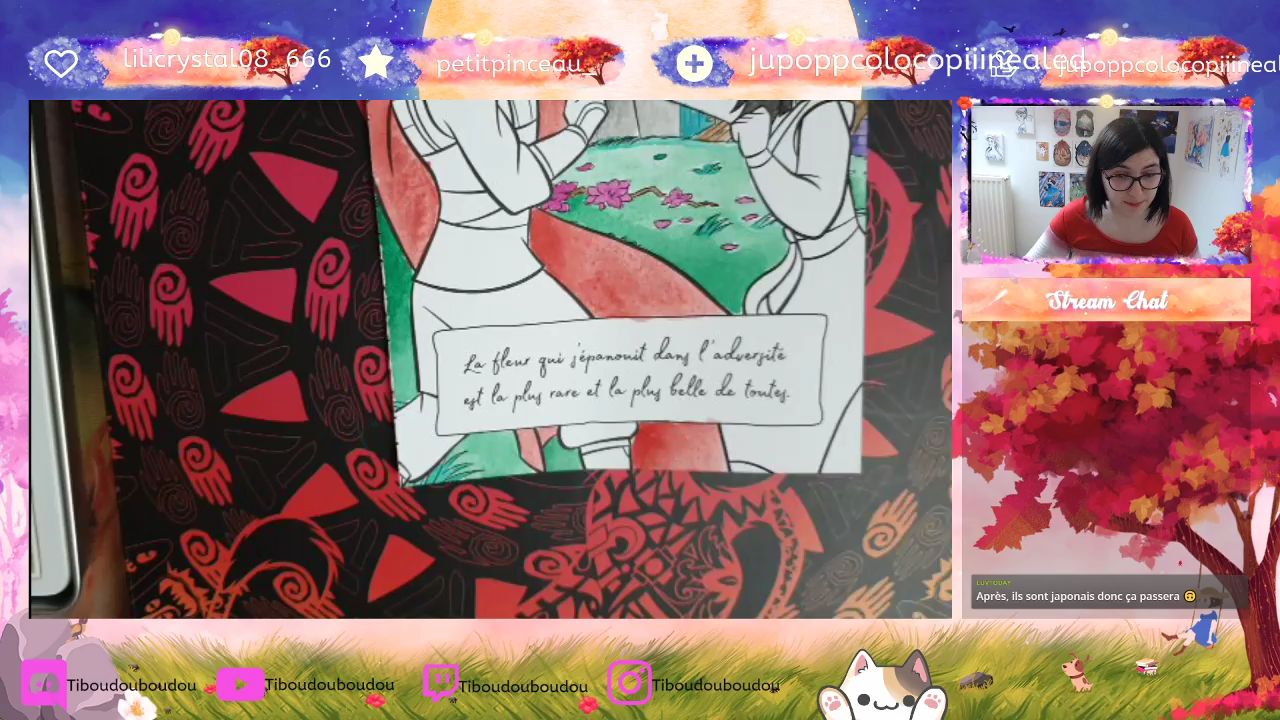 lilicrystal08_666
petitpinceau
jupoppcolocopiiinealed
Stream Chat
La fleur qui s'épanouit dans l'adversité
est la plus rare et la plus belle de toutes.
LUV1ODAY
Après, ils sont japonais donc ça passera 🙃
Tiboudouboudou
Tiboudouboudou
Tiboudouboudou
Tiboudouboudou